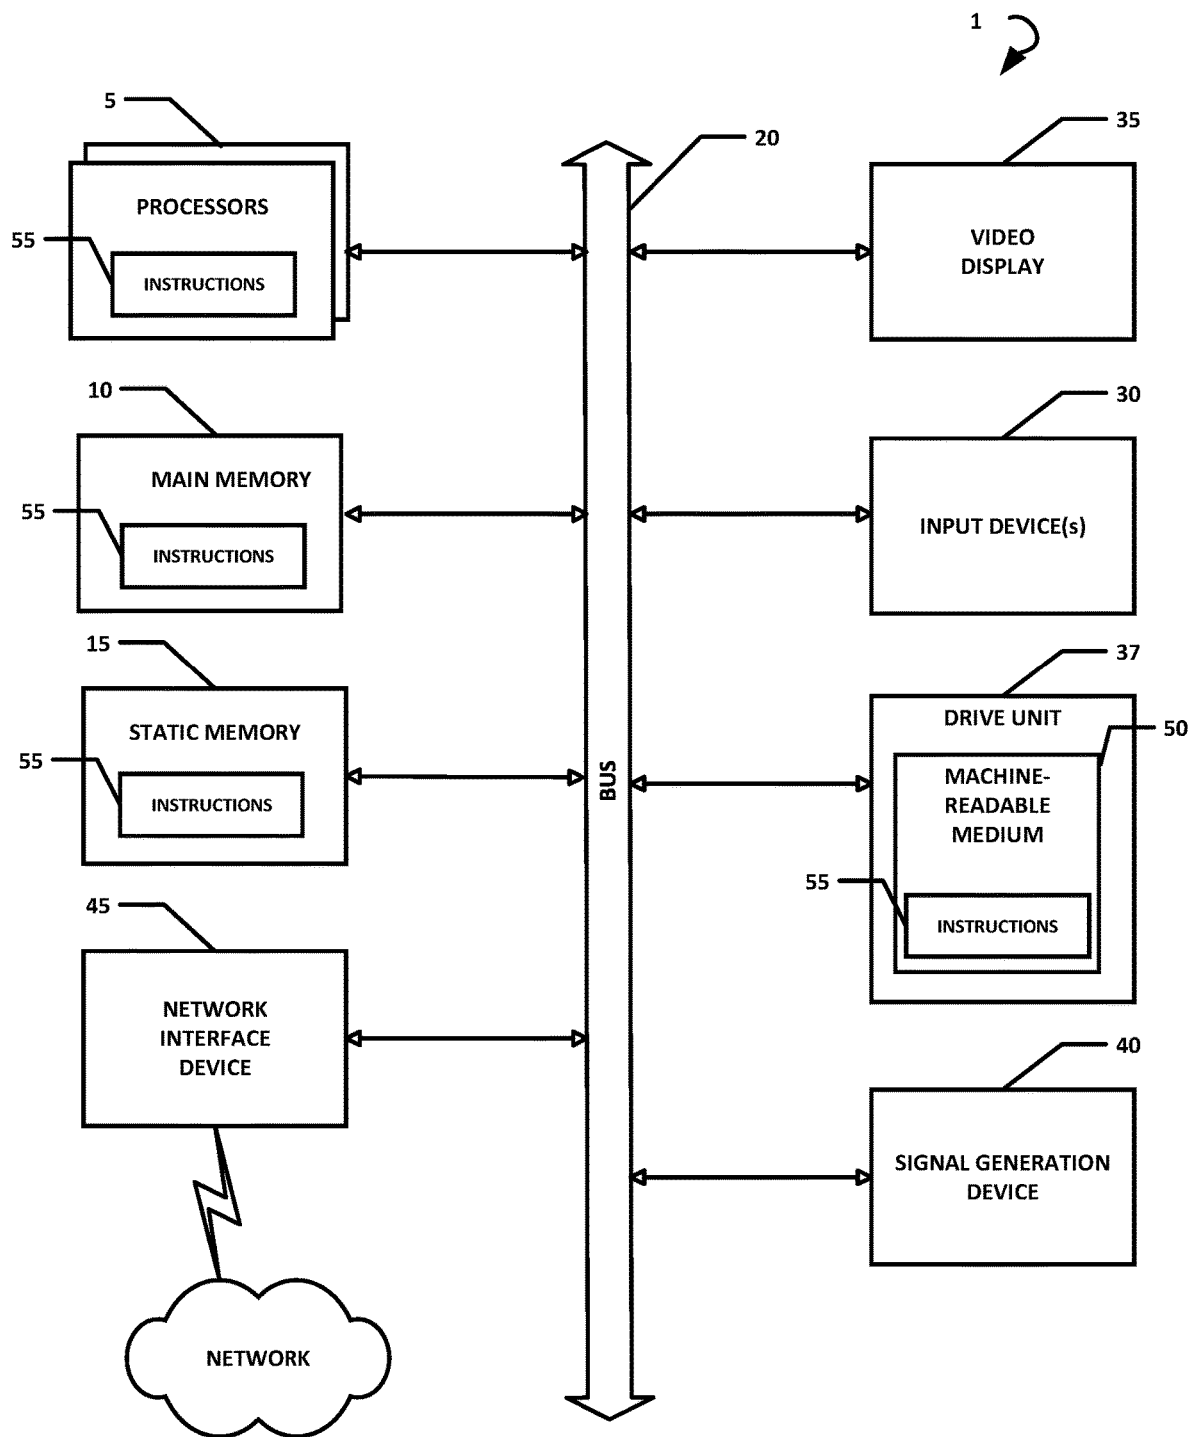 1
5
PROCESSORS
55
INSTRUCTIONS
20
35
VIDEO
DISPLAY
10
MAIN MEMORY
55
INSTRUCTIONS
30
INPUT DEVICE(s)
15
STATIC MEMORY
55
INSTRUCTIONS
BUS
37
DRIVE UNIT
50
MACHINE-
READABLE
MEDIUM
55
INSTRUCTIONS
45
NETWORK
INTERFACE
DEVICE
40
SIGNAL GENERATION
DEVICE
NETWORK